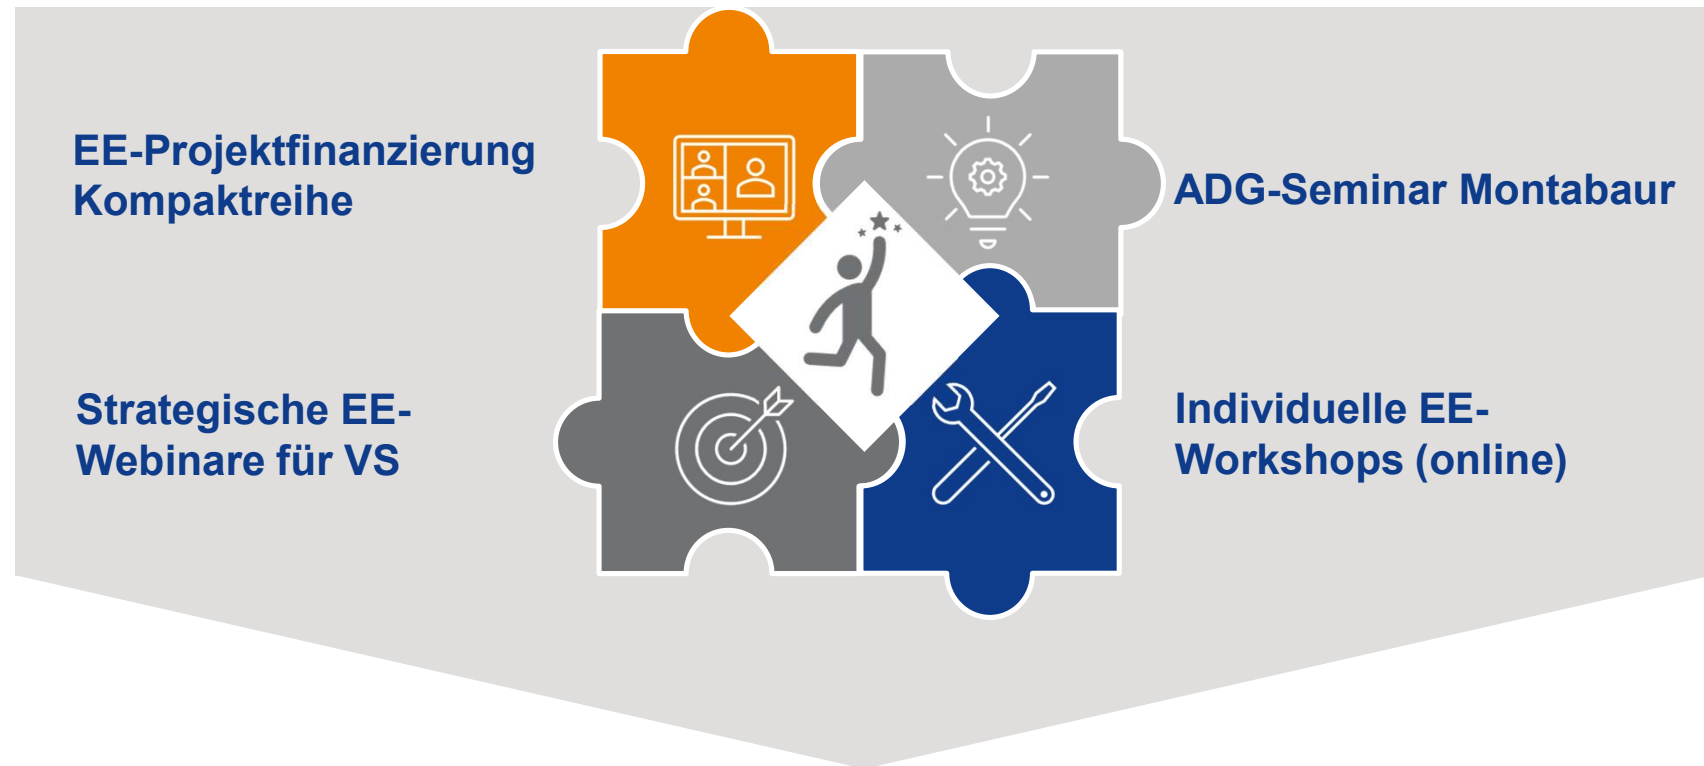 EE-Projektfinanzierung
Kompaktreihe
ADG-Seminar Montabaur
Strategische EE-
Webinare für VS
Individuelle EE-
Workshops (online)